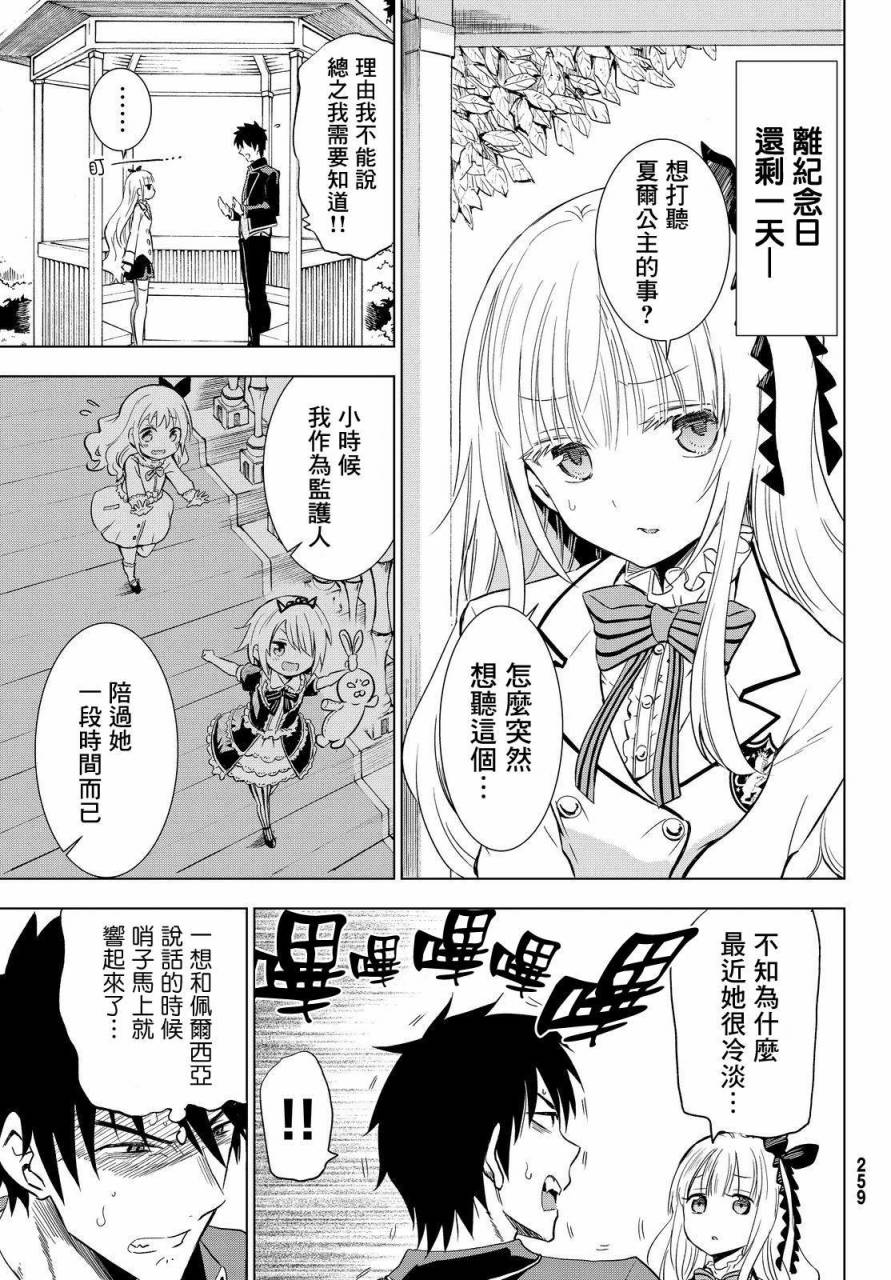 離紀念日
還剩一天—
想打聽
夏爾公主的事?
怎麼突然
想聽這個…
理由我不能說
總之我需要知道!!
……
盯
小時候
我作為監護人
陪過她
一段時間而已
不知為什麼
最近她很冷淡…
嗶嗶嗶嗶嗶
!!
一想和佩爾西亞
說話的時候
哨子馬上就
響起來了…
259